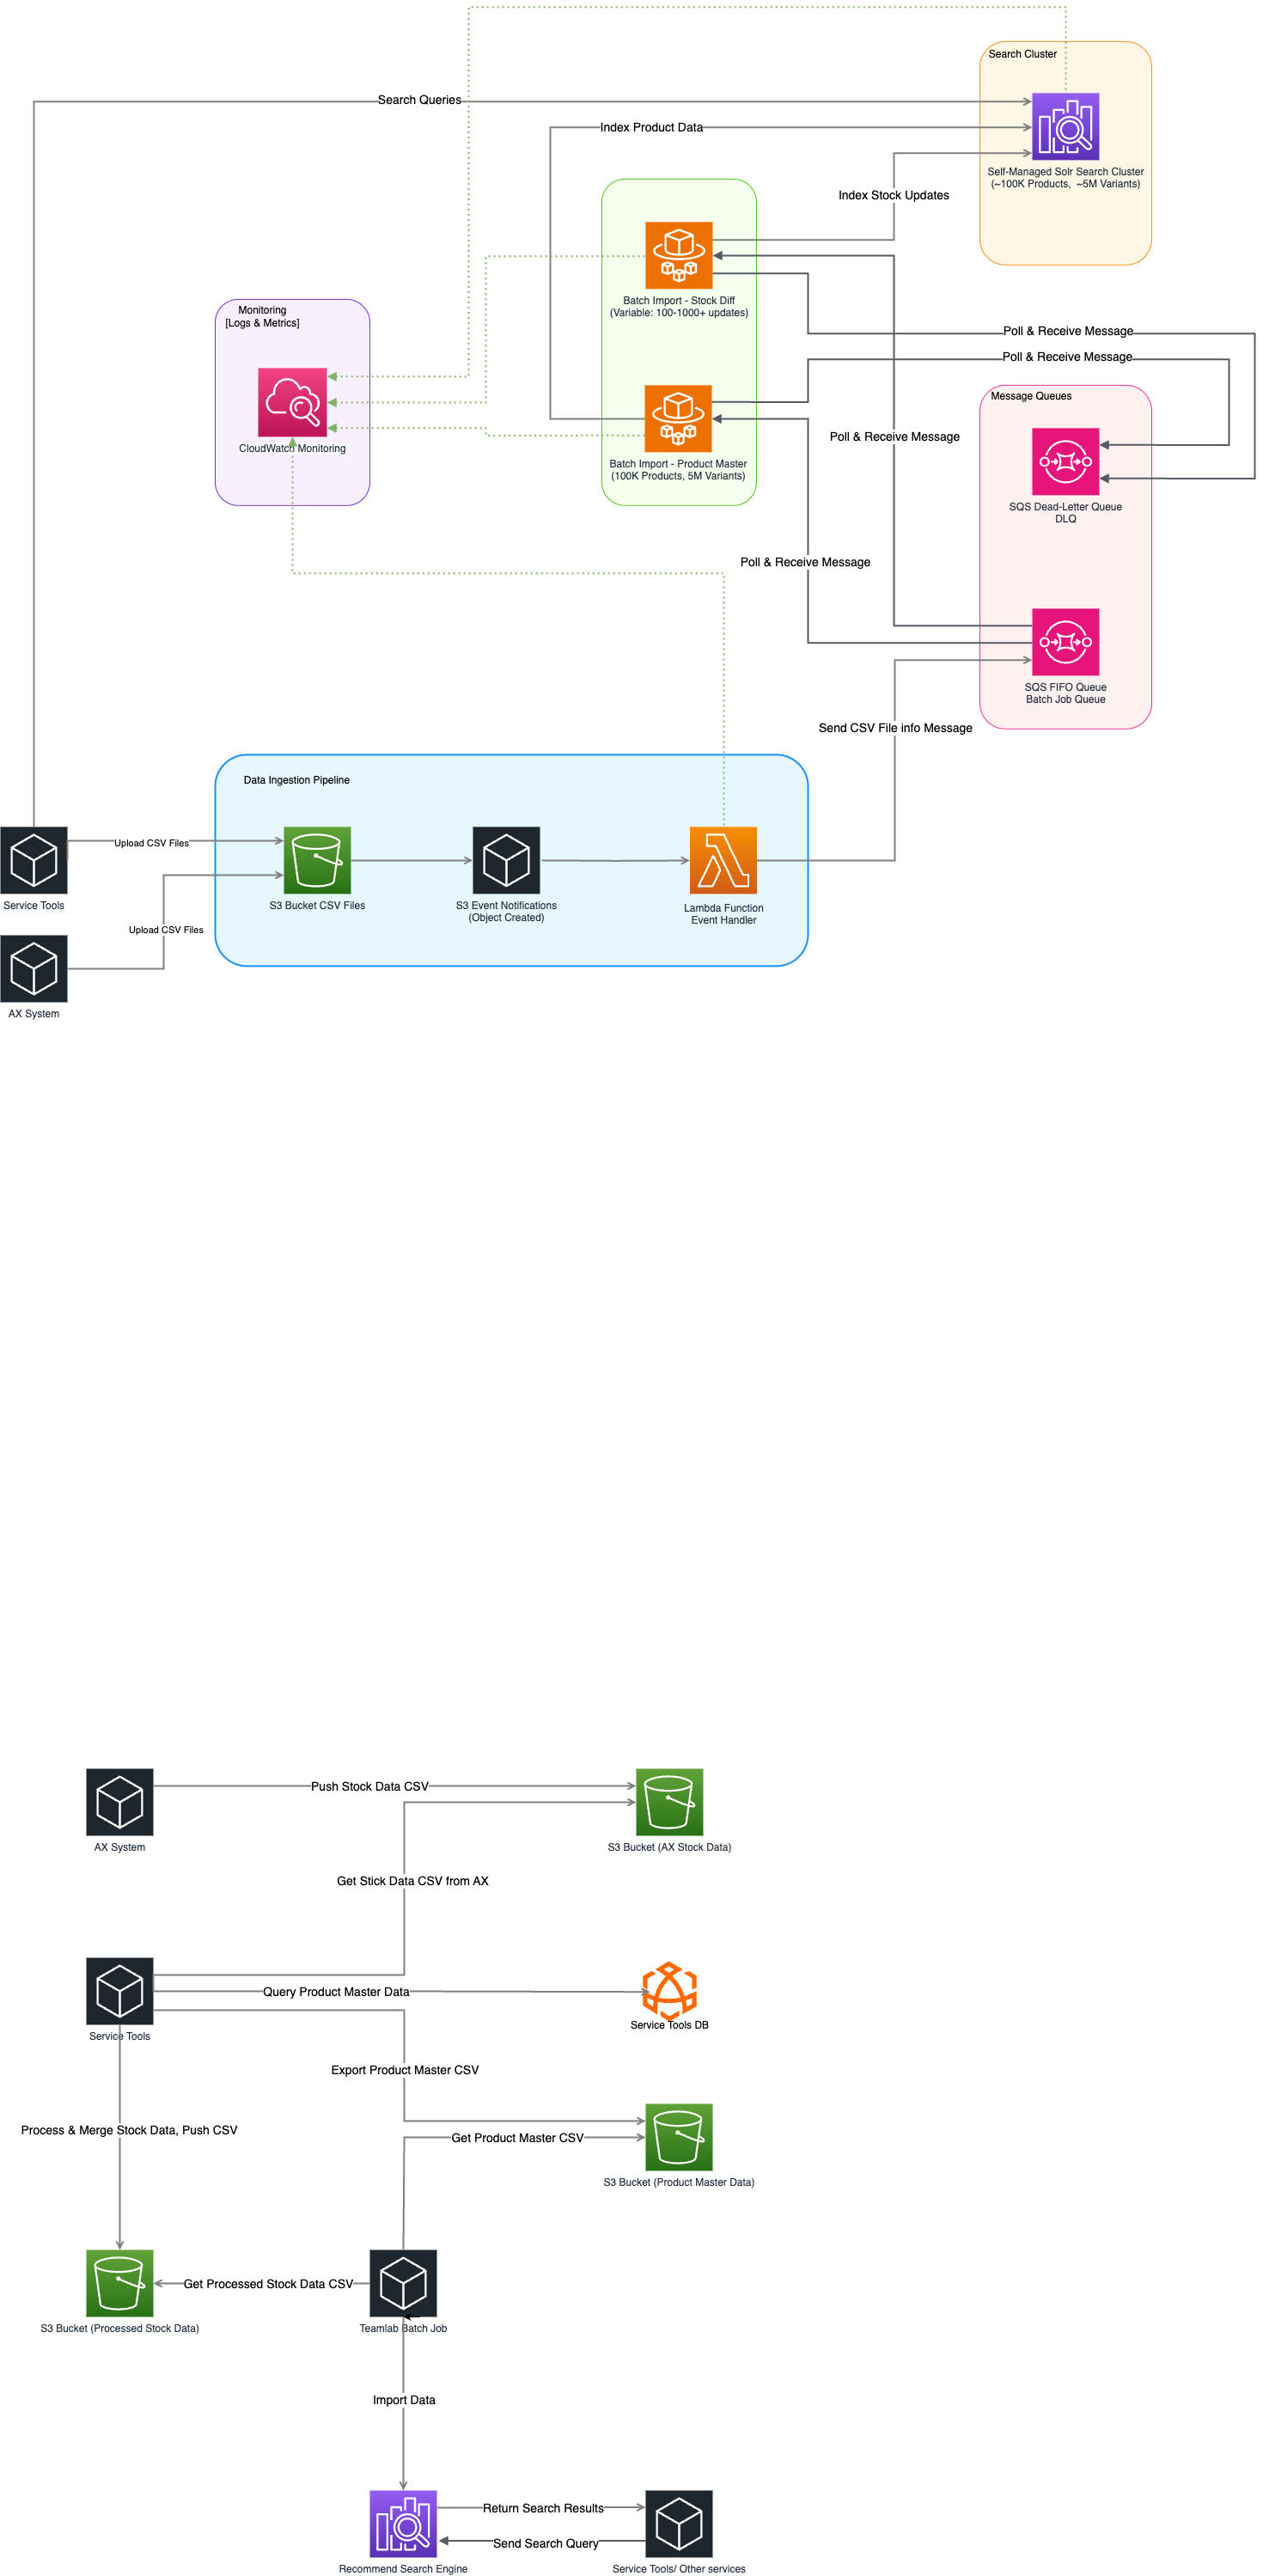 Search Cluster
Search Queries
Index Product Data
Self-Managed Solr Search Cluster
(~100K Products, ~5M Variants)
Index Stock Updates
Batch Import - Stock Diff
(Variable: 100-1000+ updates)
Monitoring
[Logs & Metrics]
Poll & Receive Message
Poll & Receive Message
Message Queues
Poll & Receive Message
CloudWatch Monitoring
Batch Import - Product Master
(100K Products, 5M Variants)
SQS Dead-Letter Queue
DLQ
Poll & Receive Message
SQS FIFO Queue
Batch Job Queue
Send CSV File info Message
Data Ingestion Pipeline
Upload CSV Files
Service Tools
S3 Bucket CSV Files
S3 Event Notifications
(Object Created)
Lambda Function
Event Handler
Upload CSV Files
AX System
Push Stock Data CSV
AX System
S3 Bucket (AX Stock Data)
Get Stick Data CSV from AX
Query Product Master Data
Service Tools DB
Service Tools
Export Product Master CSV
Process & Merge Stock Data, Push CSV
Get Product Master CSV
S3 Bucket (Product Master Data)
Get Processed Stock Data CSV
S3 Bucket (Processed Stock Data)
Teamlab Batch Job
Import Data
Return Search Results
Send Search Query
Recommend Search Engine
Service Tools/ Other services